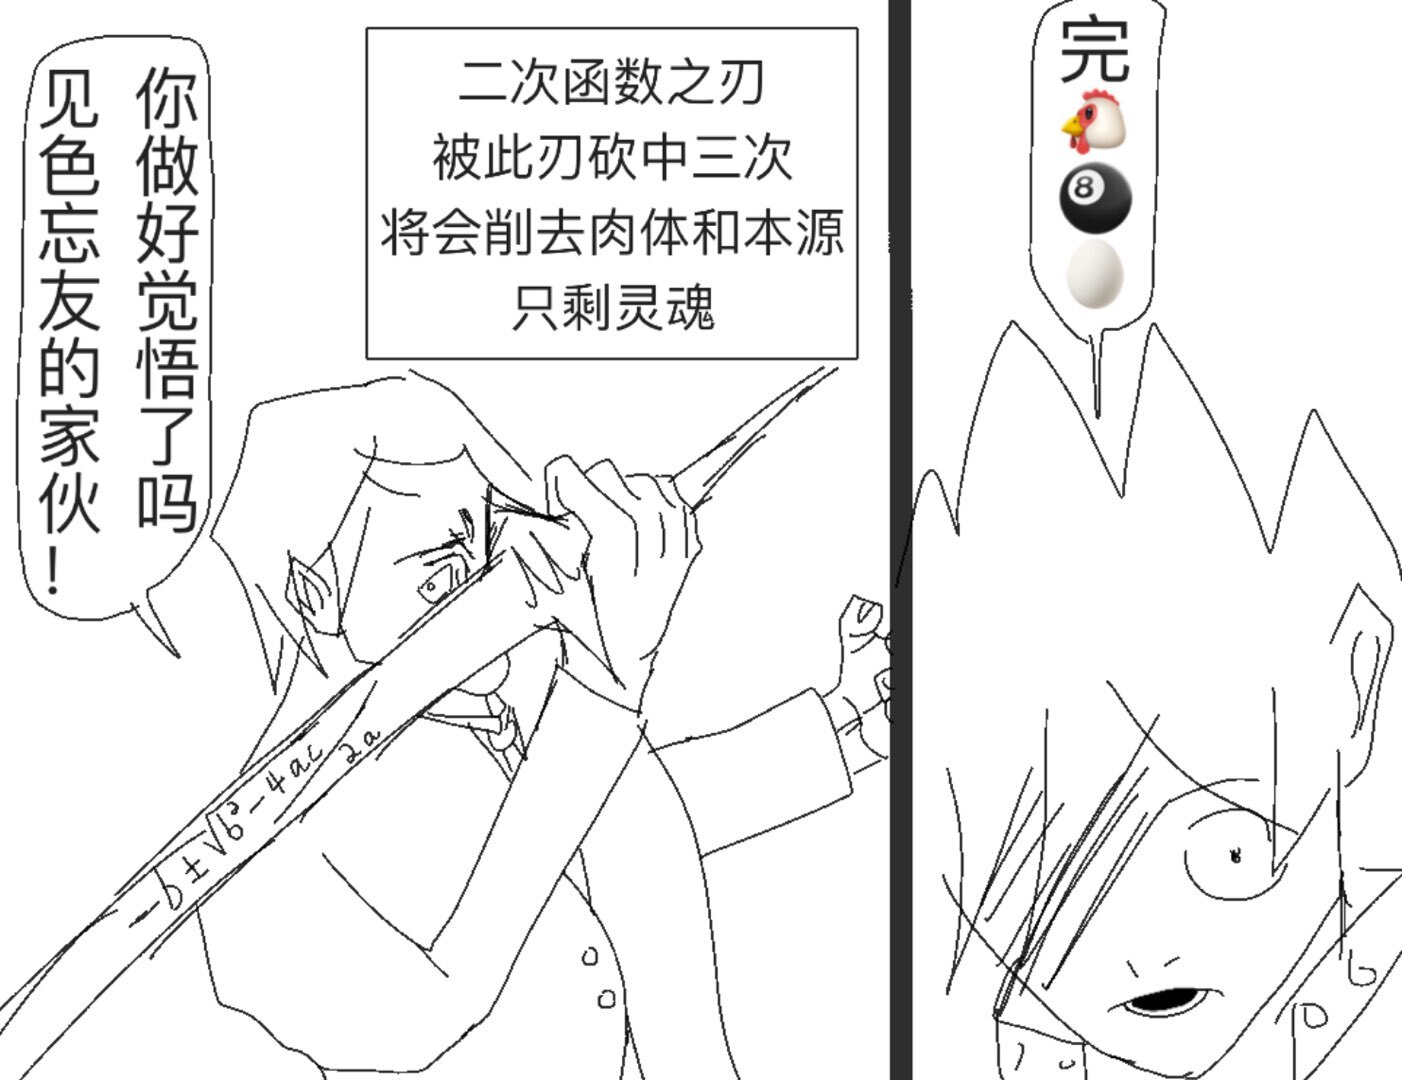 你做好觉悟了吗
见色忘友的家伙！
二次函数之刃
被此刃砍中三次
将会削去肉体和本源
只剩灵魂
-b±√b²-4ac
2a
完
🐔
🎱
🥚
8